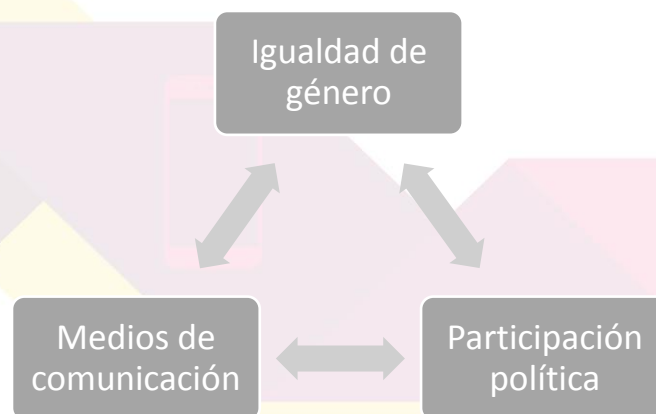 Igualdad de
género
Medios de
comunicación
Participación
política